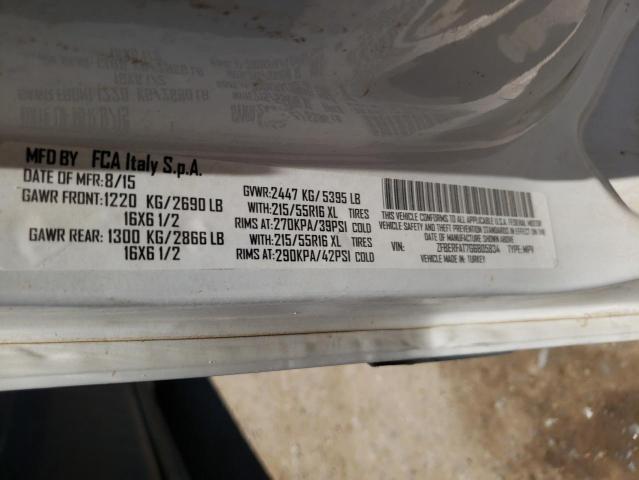 MFD BY FCA Italy S.p.A.
DATE OF MFR: 8/15 GVWR: 2447 KG/ 5395 LB
GAWR FRONT: 1220 KG/2690 LB WITH: 215/55R16 XL TIRES
16X6 1/2 RIMS AT: 270KPA/39PSI COLD
GAWR REAR: 1300 KG/2866 LB WITH: 215/55R16 XL TIRES
16X6 1/2 RIMS AT: 290KPA/42PSI COLD
THIS VEHICLE CONFORMS TO ALL APPLICABLE U.S.A. FEDERAL MOTOR
VEHICLE SAFETY AND THEFT PREVENTION STANDARDS IN EFFECT ON THE
DATE OF MANUFACTURE SHOWN ABOVE.
VIN: TYPE: MPV
VEHICLE MADE IN: TURKEY